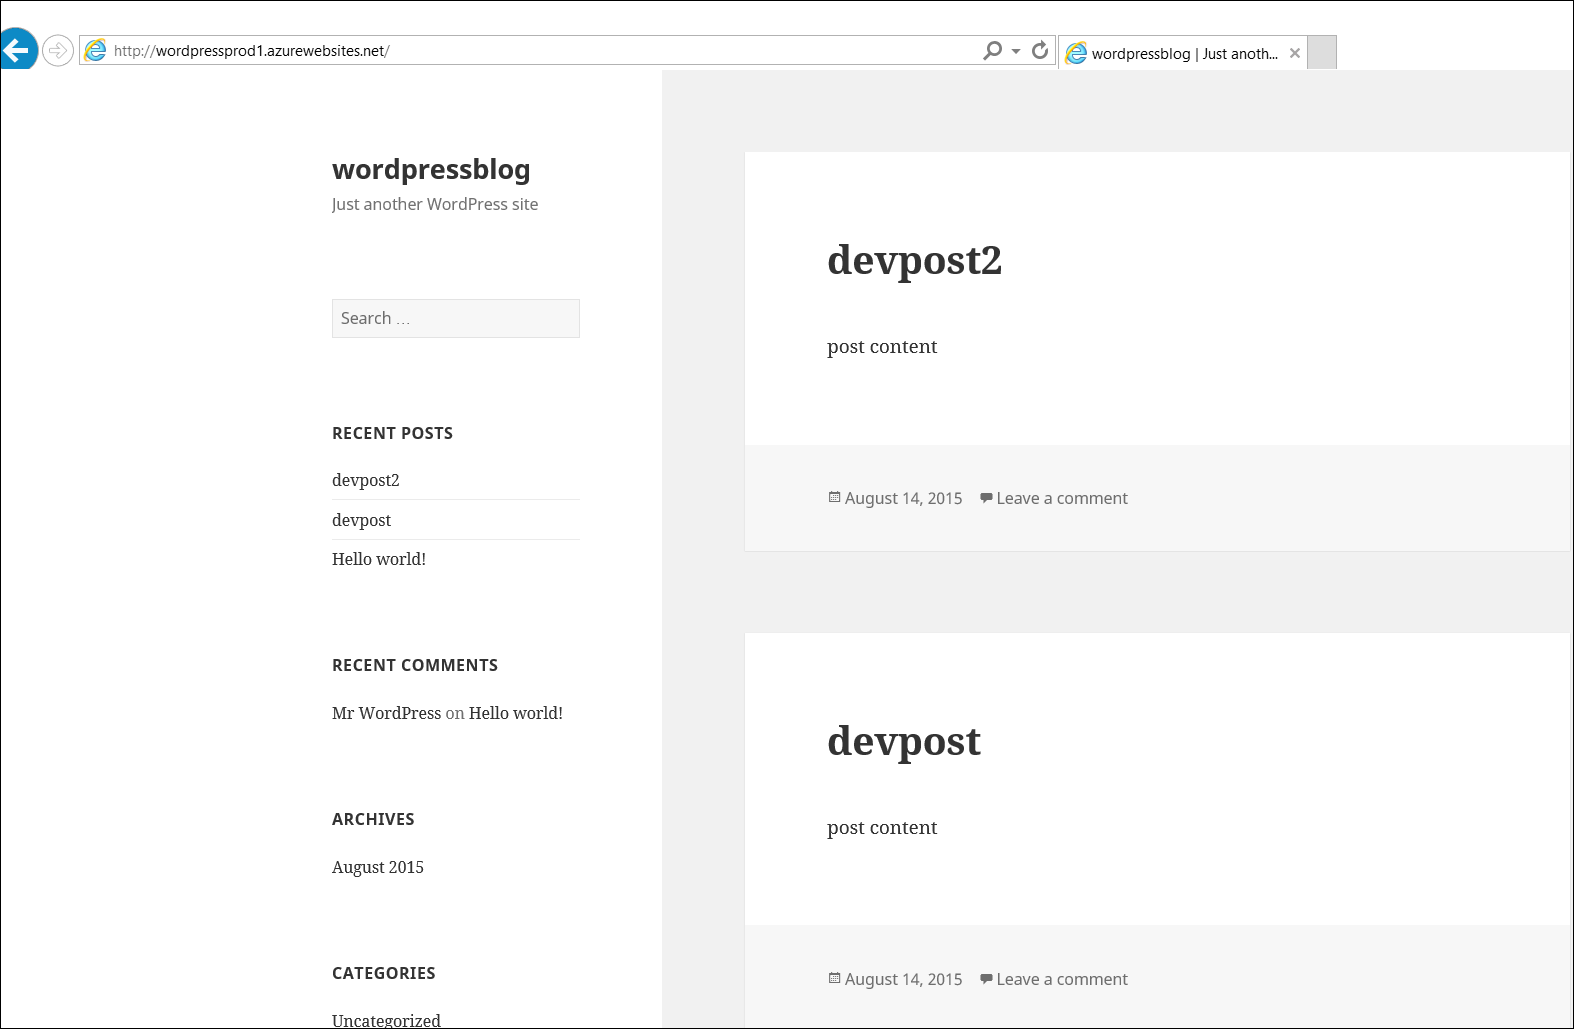 http://wordpressprod1.azurewebsites.net/
wordpressblog | Just anoth...
wordpressblog
Just another WordPress site
Search ...
RECENT POSTS
devpost2
devpost
Hello world!
RECENT COMMENTS
Mr WordPress on Hello world!
ARCHIVES
August 2015
CATEGORIES
Uncategorized
devpost2
post content
August 14, 2015 Leave a comment
devpost
post content
August 14, 2015 Leave a comment